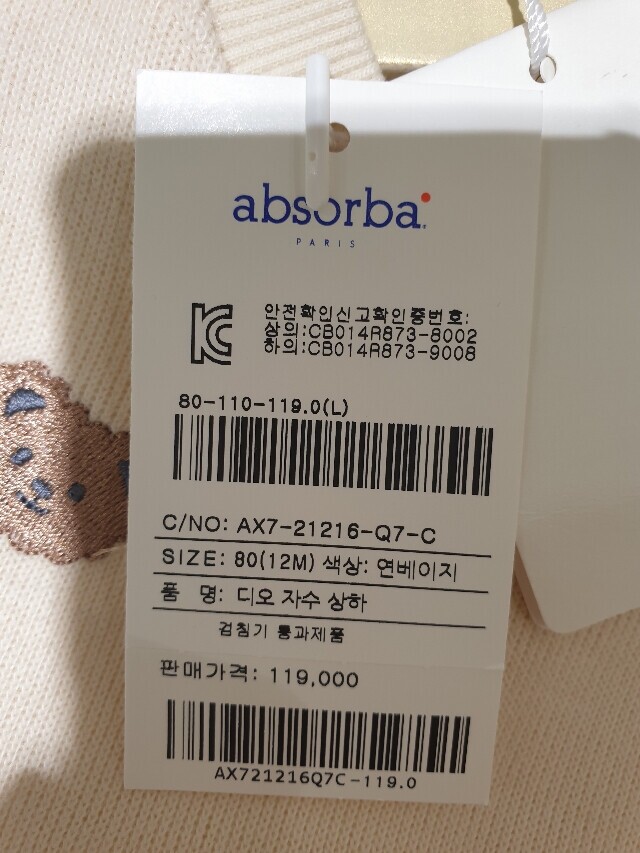 absorba
PARIS
안전확인신고확인증번호:
상의:CB014R873-8002
하의:CB014R873-9008
80-110-119.0(L)
C/NO: AX7-21216-Q7-C
SIZE: 80(12M) 색상: 연베이지
품 명: 디오 자수 상하
검침기 통과제품
판매가격: 119,000
AX721216Q7C-119.0